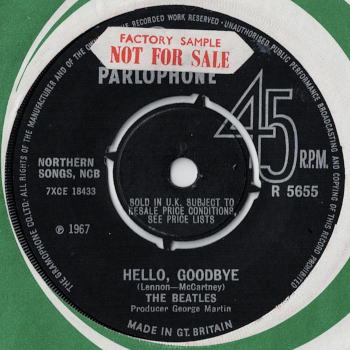 FACTORY SAMPLE
NOT FOR SALE
PARLOPHONE
45
R.P.M.
R 5655
NORTHERN
SONGS, NCB
7XCE 18433
℗ 1967
SOLD IN U.K. SUBJECT TO
RESALE PRICE CONDITIONS,
SEE PRICE LISTS
HELLO, GOODBYE
(Lennon—McCartney)
THE BEATLES
Producer George Martin
MADE IN GT. BRITAIN
THE GRAMOPHONE CO. LTD. ALL RIGHTS OF THE MANUFACTURER AND OF THE
RECORDED WORK RESERVED
UNAUTHORISED PUBLIC PERFORMANCE BROADCASTING AND COPYING OF THIS RECORD PROHIBITED